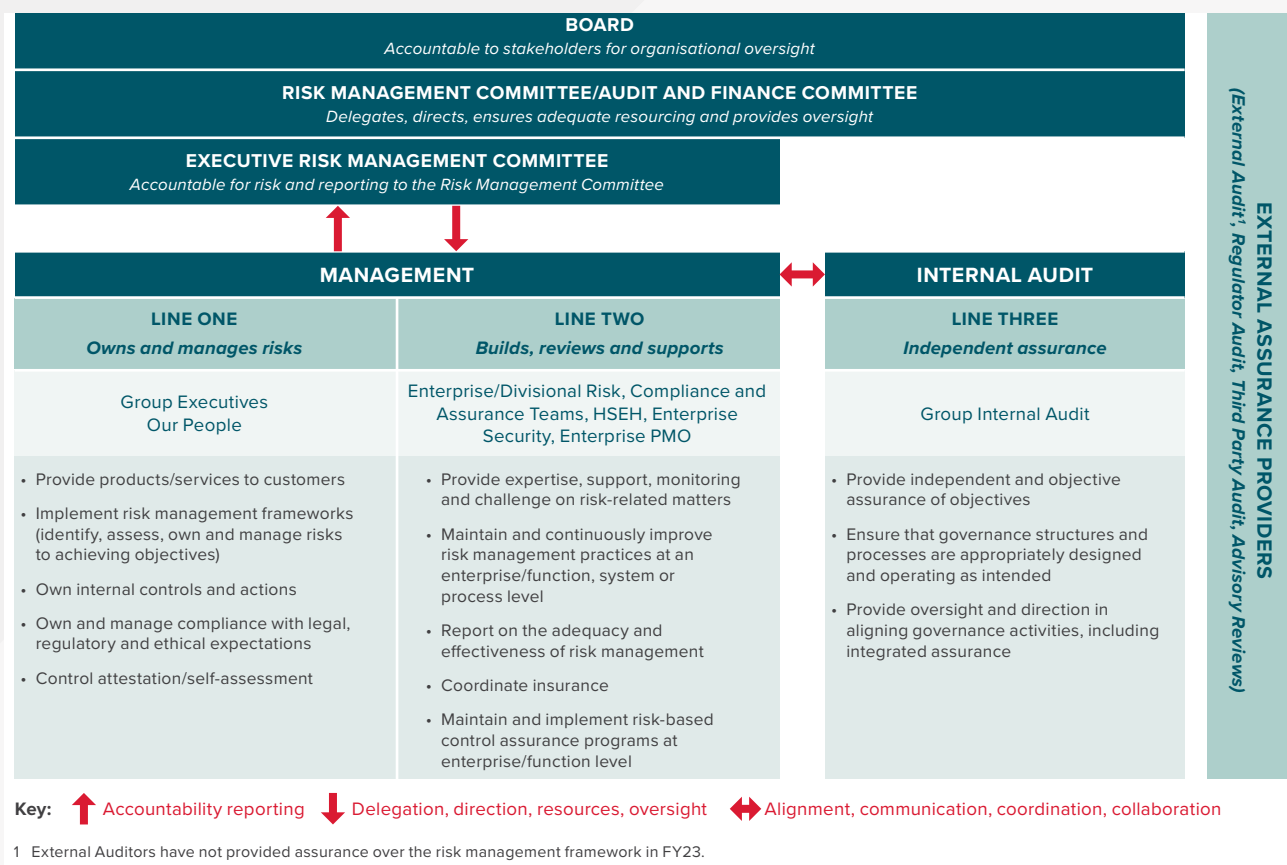 BOARD
Accountable to stakeholders for organisational oversight
RISK MANAGEMENT COMMITTEE/AUDIT AND FINANCE COMMITTEE
Delegates, directs, ensures adequate resourcing and provides oversight
EXECUTIVE RISK MANAGEMENT COMMITTEE
Accountable for risk and reporting to the Risk Management Committee
MANAGEMENT
LINE ONE
Owns and manages risks
Group Executives
Our People
• Provide products/services to customers
• Implement risk management frameworks
(identify, assess, own and manage risks
to achieving objectives)
• Own internal controls and actions
• Own and manage compliance with legal,
regulatory and ethical expectations
• Control attestation/self-assessment
LINE TWO
Builds, reviews and supports
Enterprise/Divisional Risk, Compliance and
Assurance Teams, HSEH, Enterprise
Security, Enterprise PMO
• Provide expertise, support, monitoring
and challenge on risk-related matters
• Maintain and continuously improve
risk management practices at an
enterprise/function, system or
process level
• Report on the adequacy and
effectiveness of risk management
• Coordinate insurance
• Maintain and implement risk-based
control assurance programs at
enterprise/function level
INTERNAL AUDIT
LINE THREE
Independent assurance
Group Internal Audit
• Provide independent and objective
assurance of objectives
• Ensure that governance structures and
processes are appropriately designed
and operating as intended
• Provide oversight and direction in
aligning governance activities, including
integrated assurance
EXTERNAL ASSURANCE PROVIDERS
(External Audit¹, Regulator Audit, Third Party Audit, Advisory Reviews)
Key: Accountability reporting Delegation, direction, resources, oversight Alignment, communication, coordination, collaboration
1 External Auditors have not provided assurance over the risk management framework in FY23.